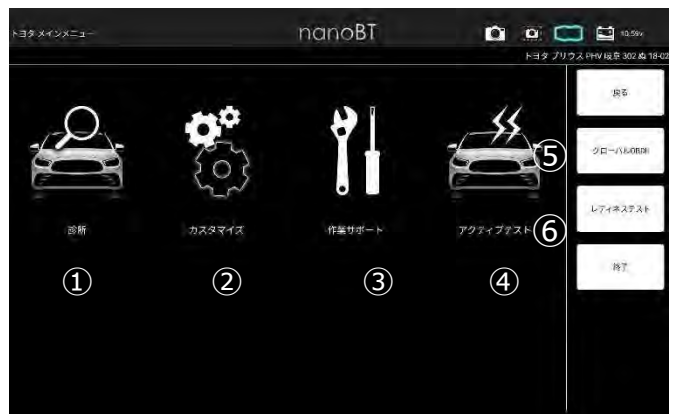 トヨタ メインメニュー
nanoBT
10.59v
トヨタ プリウス PHV 岐阜 302 ぬ 18-02
戻る
⑤
グローバルOBDII
診断
カスタマイズ
作業サポート
アクティブテスト
⑥
レディネステスト
①
②
③
④
終了